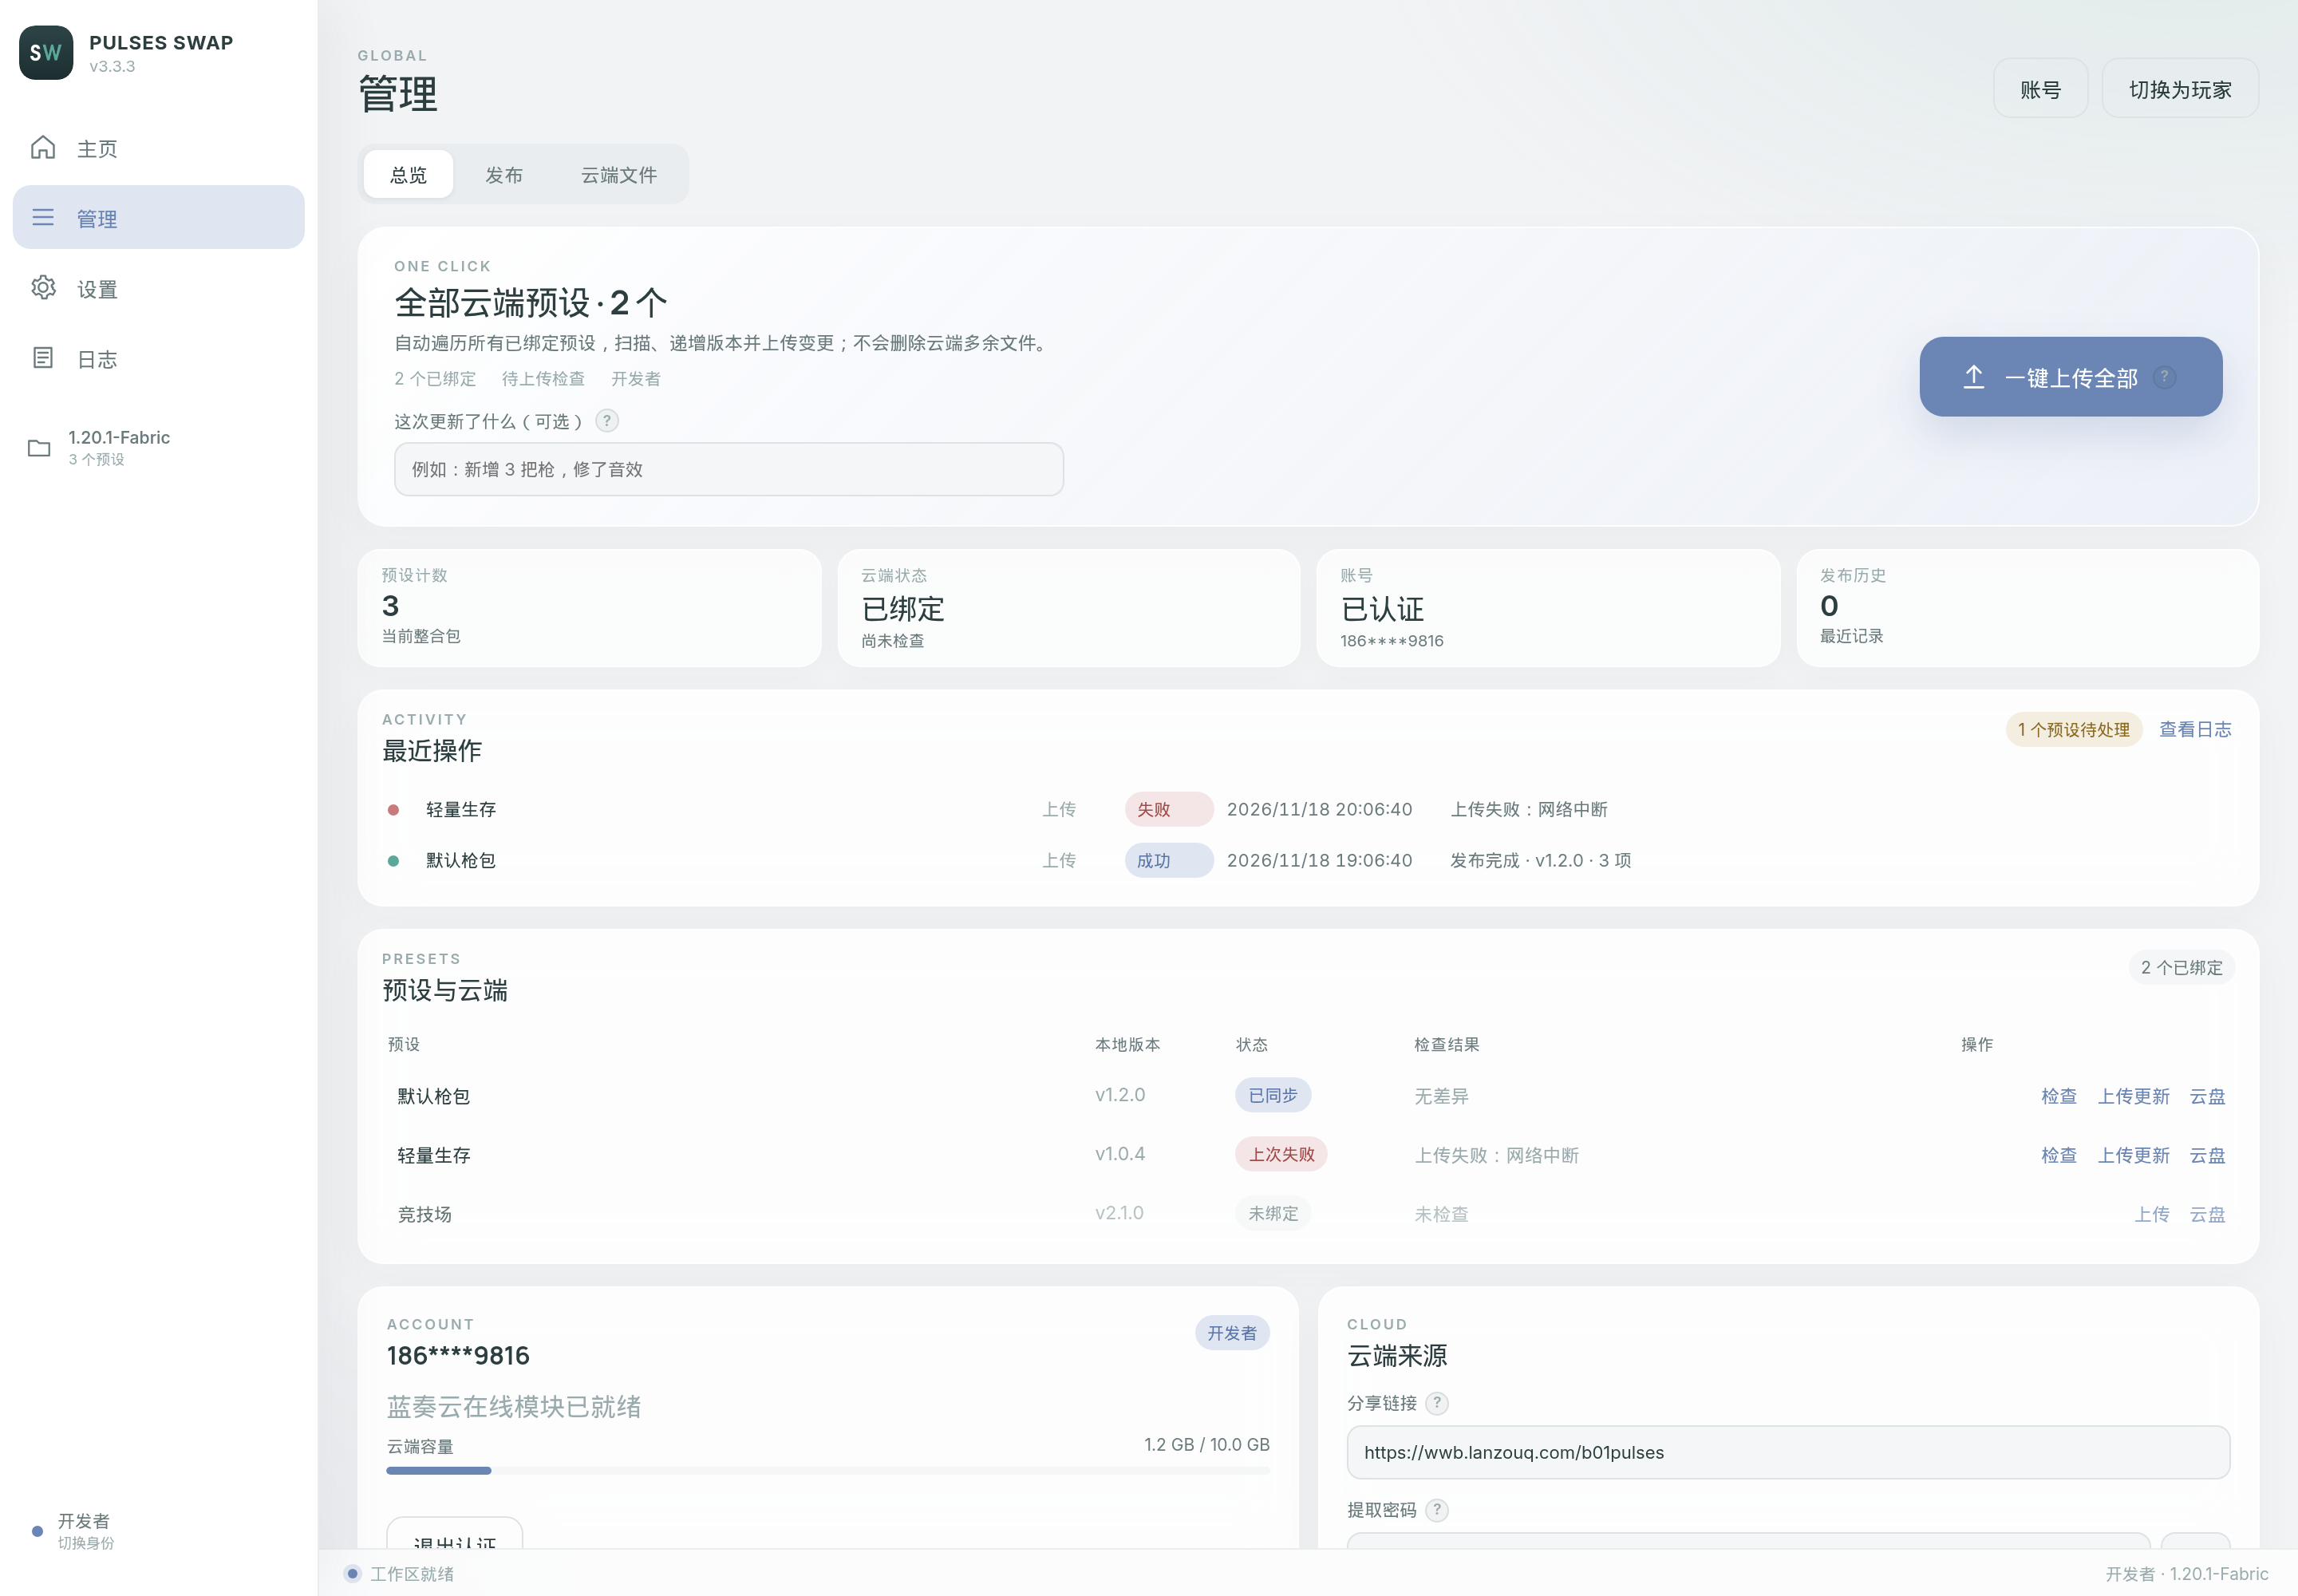 SW
PULSES SWAP
v3.3.3
主页
管理
设置
日志
1.20.1-Fabric
3 个预设
开发者
切换身份
GLOBAL
管理
账号
切换为玩家
总览
发布
云端文件
ONE CLICK
全部云端预设 · 2 个
自动遍历所有已绑定预设，扫描、递增版本并上传变更；不会删除云端多余文件。
2 个已绑定 待上传检查 开发者
这次更新了什么（可选） ?
例如：新增 3 把枪，修了音效
一键上传全部 ?
预设计数
3
当前整合包
云端状态
已绑定
尚未检查
账号
已认证
186****9816
发布历史
0
最近记录
ACTIVITY
最近操作
1 个预设待处理
查看日志
轻量生存 上传 失败 2026/11/18 20:06:40 上传失败：网络中断
默认枪包 上传 成功 2026/11/18 19:06:40 发布完成 · v1.2.0 · 3 项
PRESETS
预设与云端
2 个已绑定
预设 本地版本 状态 检查结果 操作
默认枪包 v1.2.0 已同步 无差异 检查 上传更新 云盘
轻量生存 v1.0.4 上次失败 上传失败：网络中断 检查 上传更新 云盘
竞技场 v2.1.0 未绑定 未检查 上传 云盘
ACCOUNT
186****9816
开发者
蓝奏云在线模块已就绪
云端容量
1.2 GB / 10.0 GB
退出认证
CLOUD
云端来源
分享链接 ?
https://wwb.lanzouq.com/b01pulses
提取密码 ?
工作区就绪
开发者 · 1.20.1-Fabric